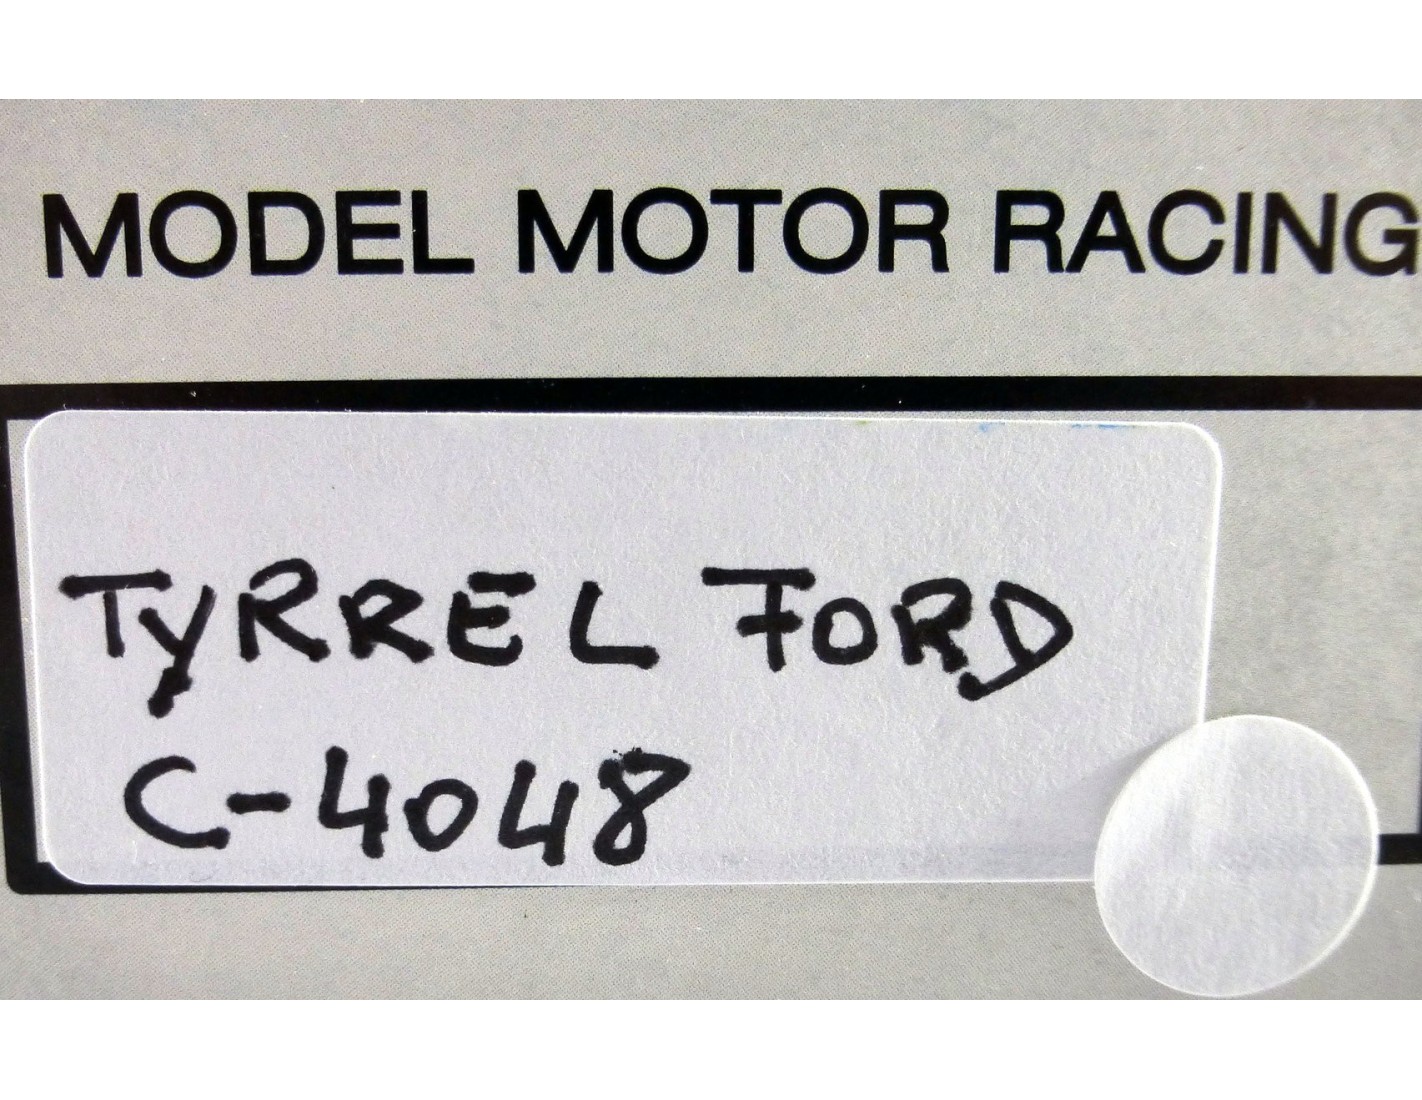 MODEL MOTOR RACING
TyRREL FORD
C-4048